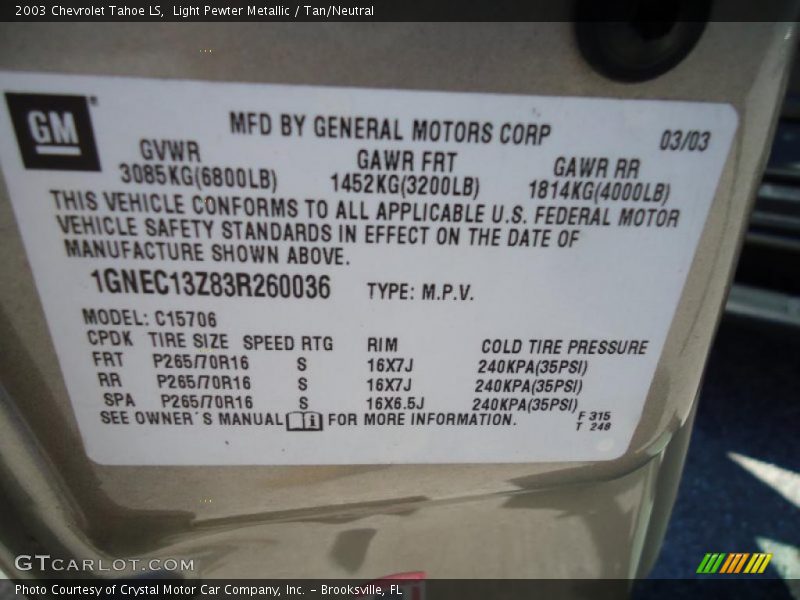 2003 Chevrolet Tahoe LS,  Light Pewter Metallic / Tan/Neutral
GM
MFD BY GENERAL MOTORS CORP 03/03
GVWR GAWR FRT GAWR RR
3085KG(6800LB) 1452KG(3200LB) 1814KG(4000LB)
THIS VEHICLE CONFORMS TO ALL APPLICABLE U.S. FEDERAL MOTOR
VEHICLE SAFETY STANDARDS IN EFFECT ON THE DATE OF
MANUFACTURE SHOWN ABOVE.
1GNEC13Z83R260036 TYPE: M.P.V.
MODEL: C15706
CPDK TIRE SIZE SPEED RTG RIM COLD TIRE PRESSURE
FRT P265/70R16 S 16X7J 240KPA(35PSI)
RR P265/70R16 S 16X7J 240KPA(35PSI)
SPA P265/70R16 S 16X6.5J 240KPA(35PSI)
SEE OWNER'S MANUAL FOR MORE INFORMATION.
F 315
T 248
GTCARLOT.COM
Photo Courtesy of Crystal Motor Car Company, Inc. – Brooksville, FL